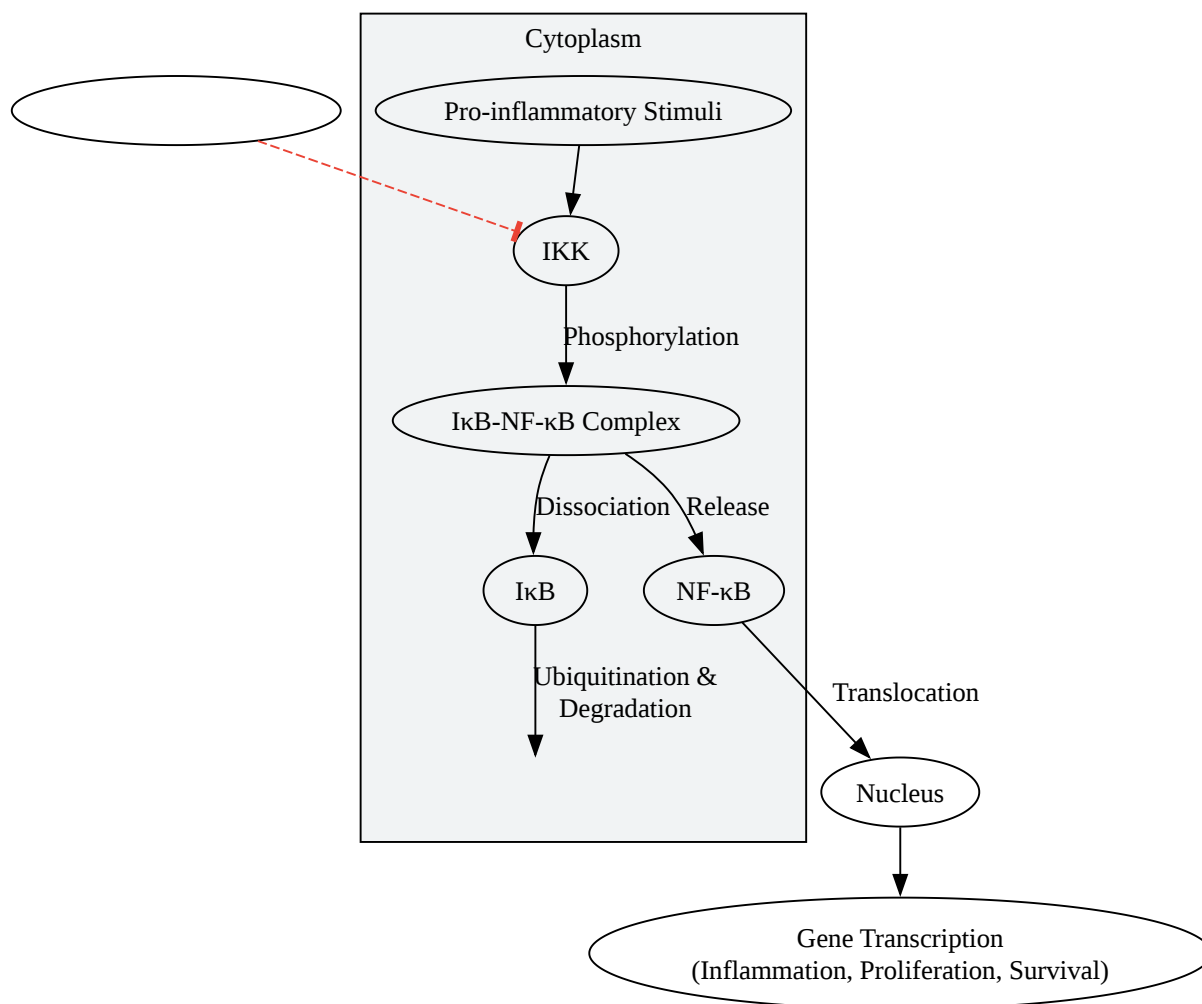 Cytoplasm
Pro-inflammatory Stimuli
IKK
Phosphorylation
IκB-NF-κB Complex
Dissociation
Release
IκB
NF-κB
Ubiquitination &
Degradation
Translocation
Nucleus
Gene Transcription
(Inflammation, Proliferation, Survival)